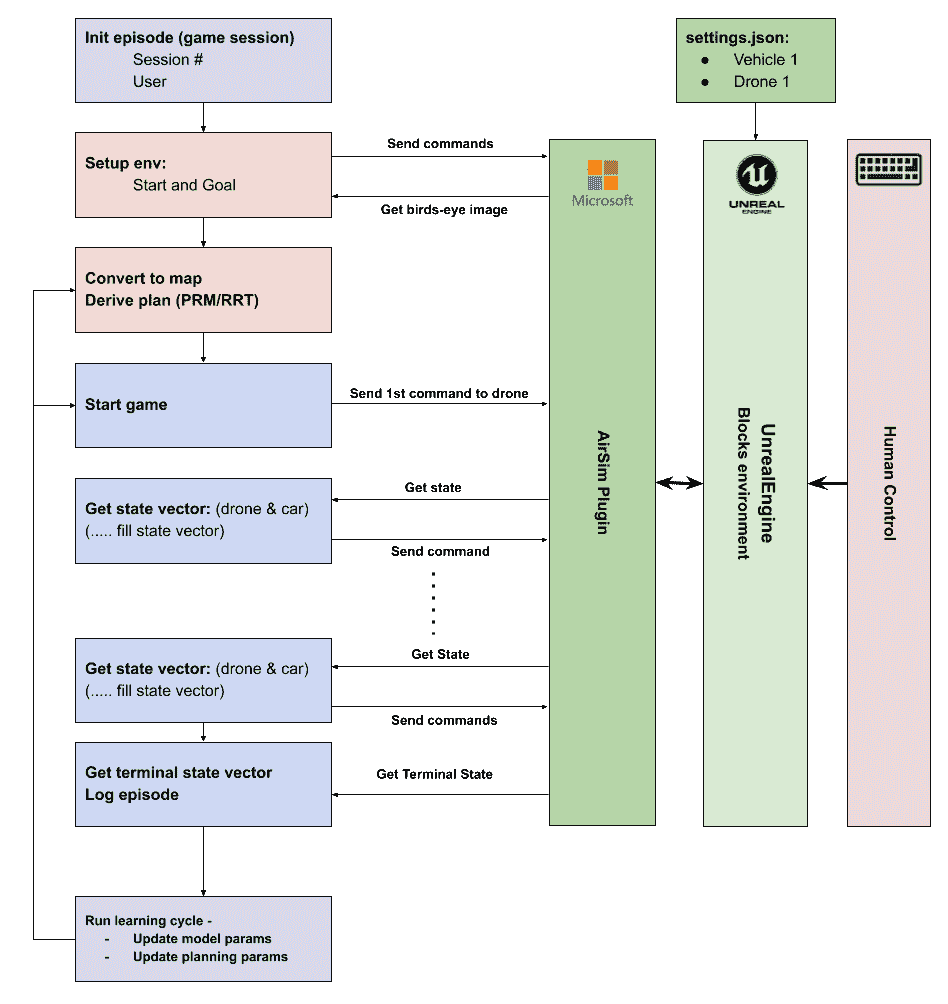 Init episode (game session)
Session #
User
settings.json:
● Vehicle 1
● Drone 1
Setup env:
Start and Goal
Send commands
Get birds-eye image
Microsoft
UNREAL
ENGINE
Convert to map
Derive plan (PRM/RRT)
Start game
Send 1st command to drone
AirSim Plugin
UnrealEngine
Blocks environment
Human Control
Get state vector: (drone & car)
(..... fill state vector)
Get state
Send command
Get state vector: (drone & car)
(..... fill state vector)
Get State
Send commands
Get terminal state vector
Log episode
Get Terminal State
Run learning cycle -
- Update model params
- Update planning params